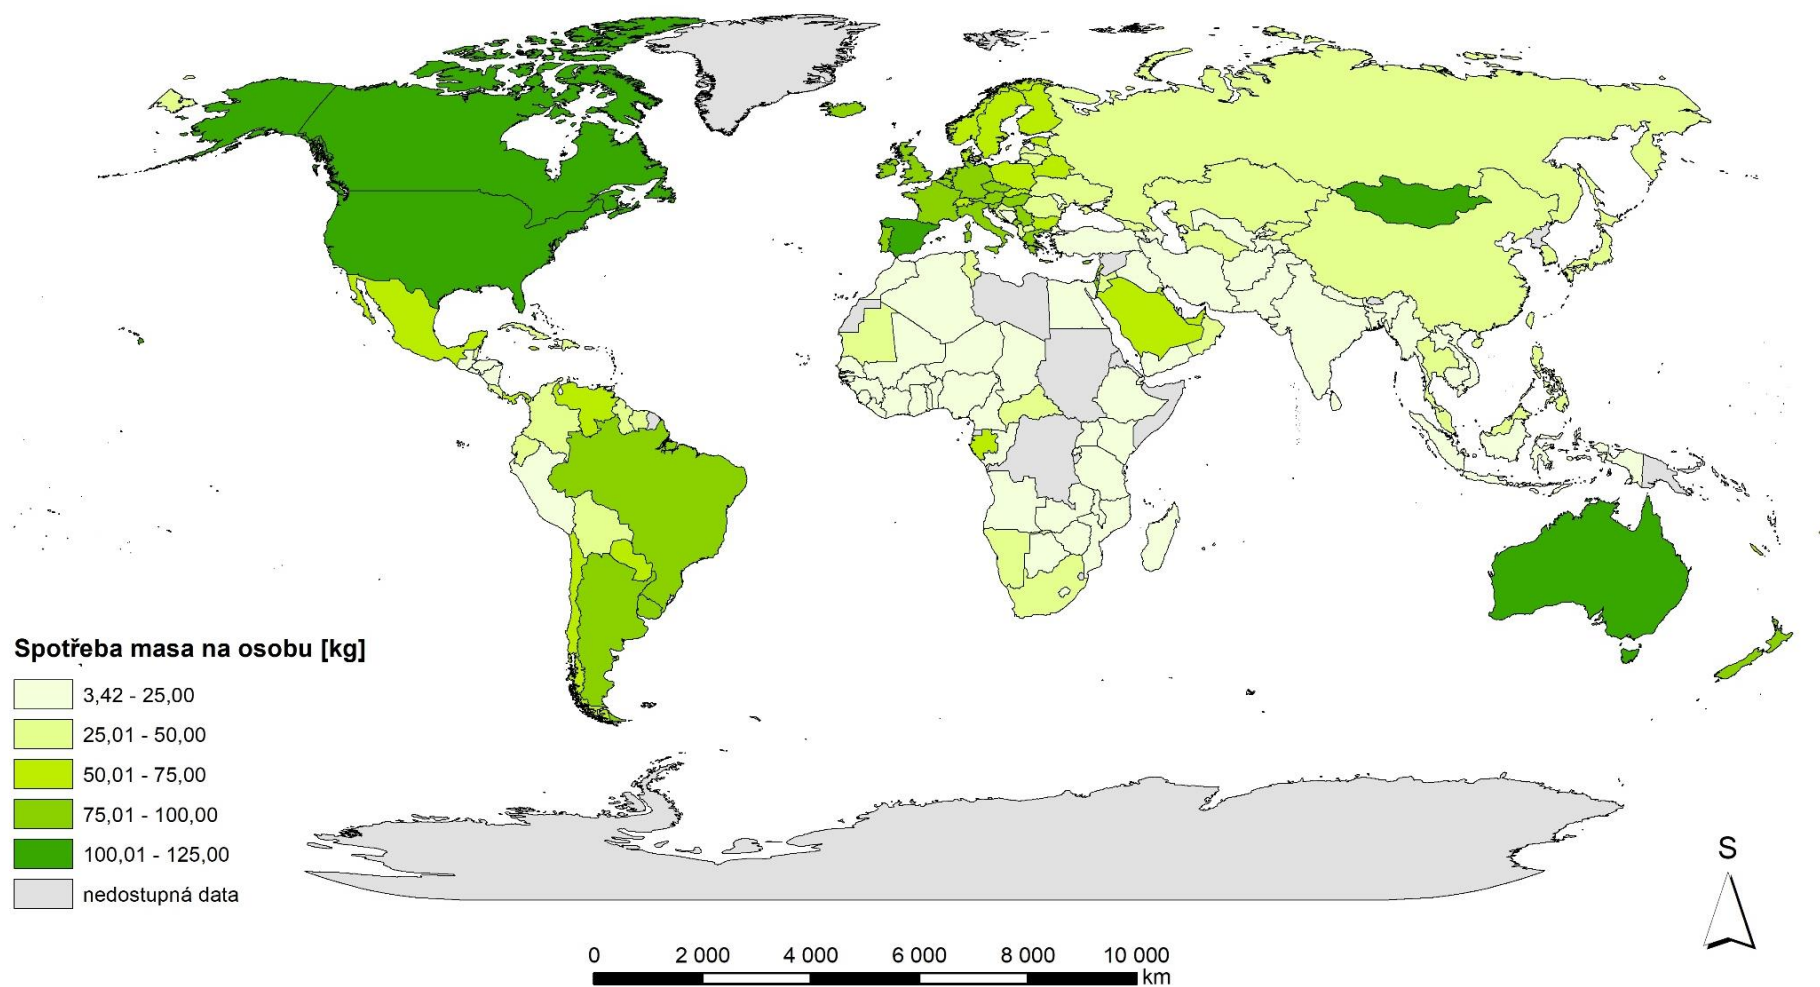 Spotřeba masa na osobu [kg]
3,42 - 25,00
25,01 - 50,00
50,01 - 75,00
75,01 - 100,00
100,01 - 125,00
nedostupná data
S
0 2 000 4 000 6 000 8 000 10 000
km